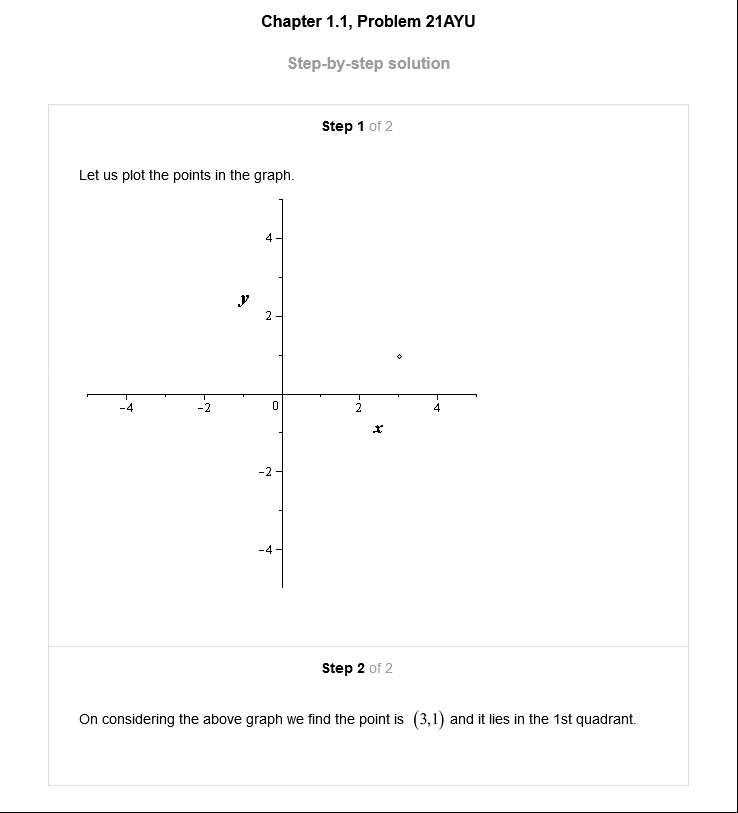 Chapter 1.1, Problem 21AYU
Step-by-step solution
Step 1 of 2
Let us plot the points in the graph.
4
y
2
-4 -2 0 2 4
x
-2
-4
Step 2 of 2
On considering the above graph we find the point is (3,1) and it lies in the 1st quadrant.